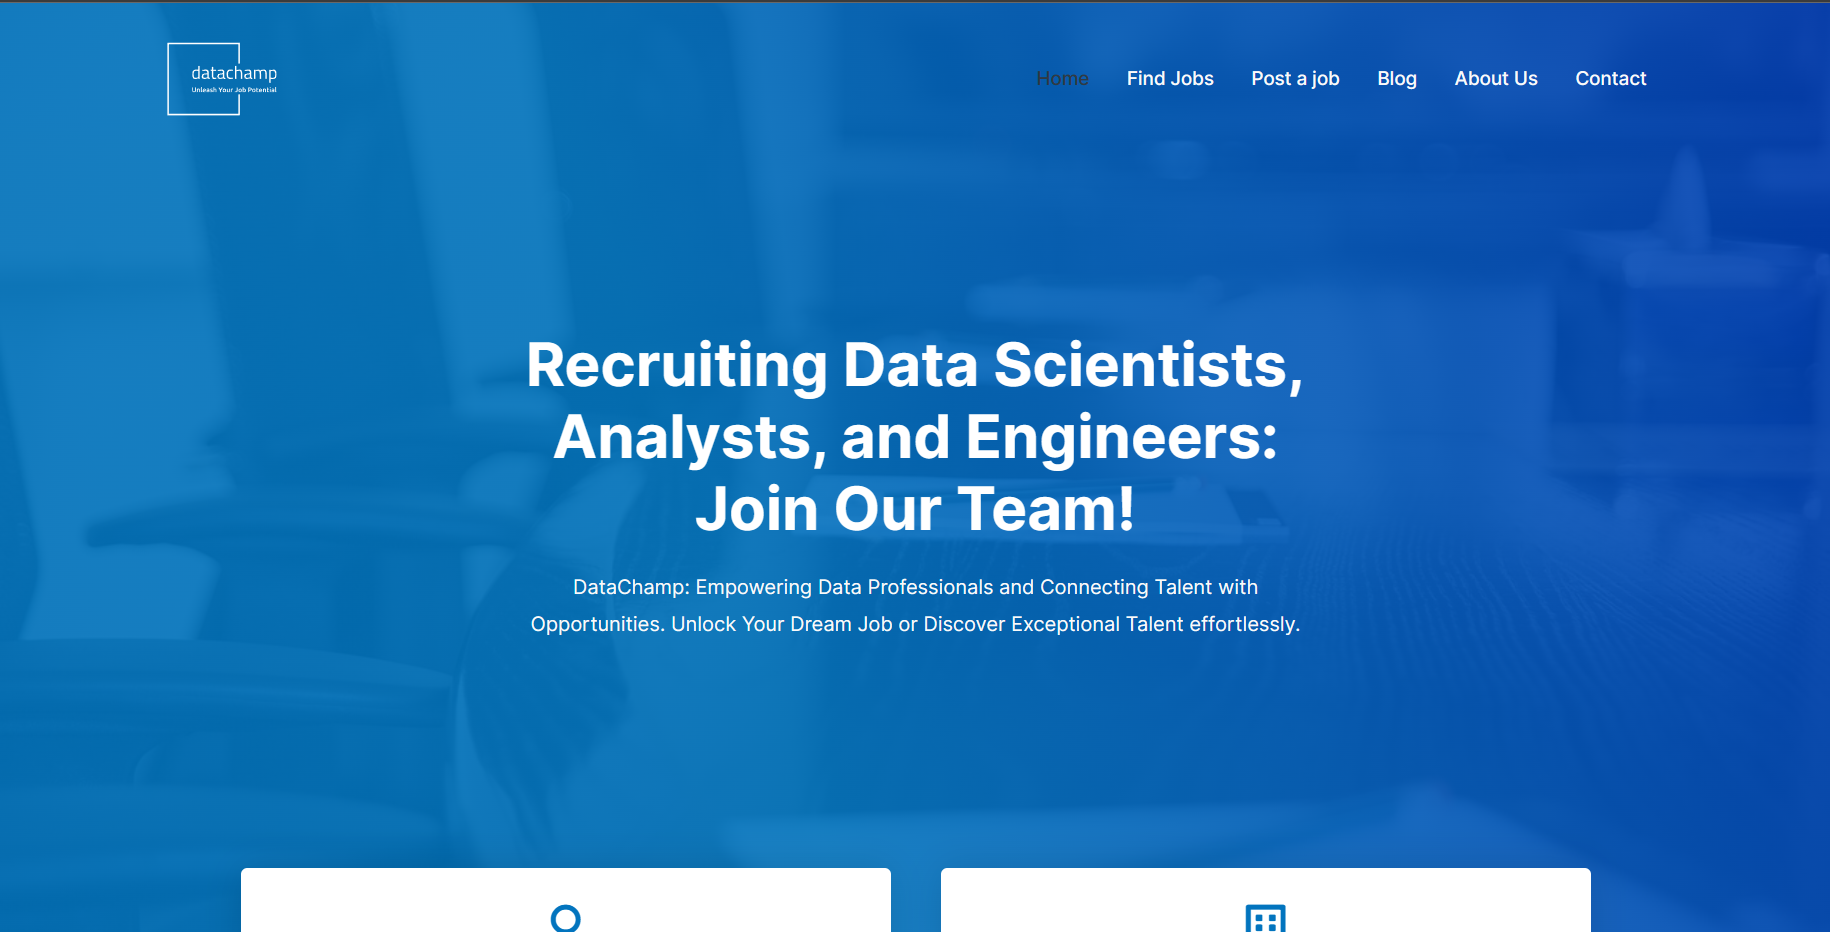 datachamp
Unleash Your Job Potential
Home
Find Jobs
Post a job
Blog
About Us
Contact
Recruiting Data Scientists,
Analysts, and Engineers:
Join Our Team!
DataChamp: Empowering Data Professionals and Connecting Talent with
Opportunities. Unlock Your Dream Job or Discover Exceptional Talent effortlessly.